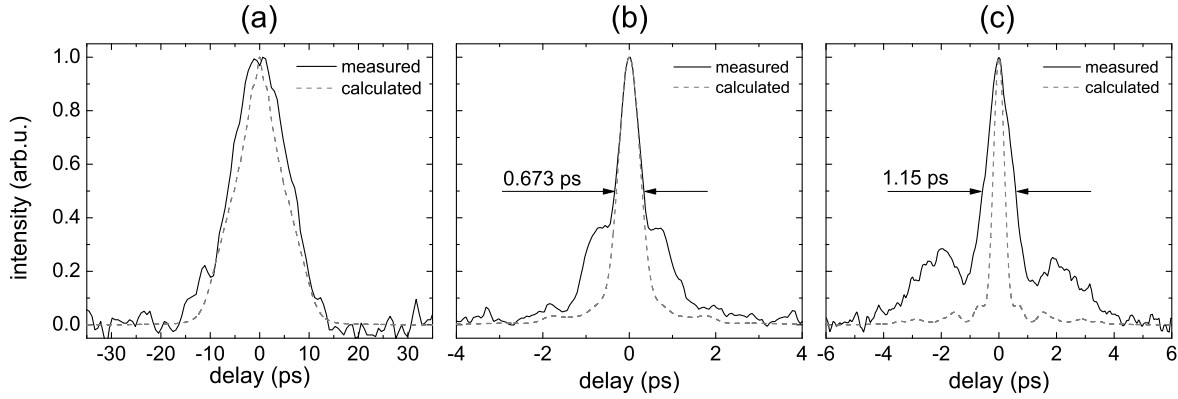 (a)
(b)
(c)
intensity (arb.u.)
1.0
0.8
0.6
0.4
0.2
0.0
measured
calculated
-30 -20 -10 0 10 20 30
delay (ps)
measured
calculated
0.673 ps
-4 -2 0 2 4
delay (ps)
measured
calculated
1.15 ps
-6 -4 -2 0 2 4 6
delay (ps)